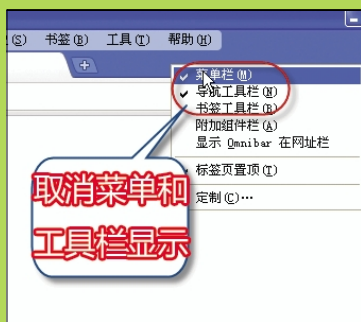 (S) 书签(B) 工具(T) 帮助(H)
菜单栏(M)
导航工具栏(N)
书签工具栏(B)
附加组件栏(A)
显示 Omnibar 在网址栏
标签页置顶(T)
定制(C)…
取消菜单和
工具栏显示